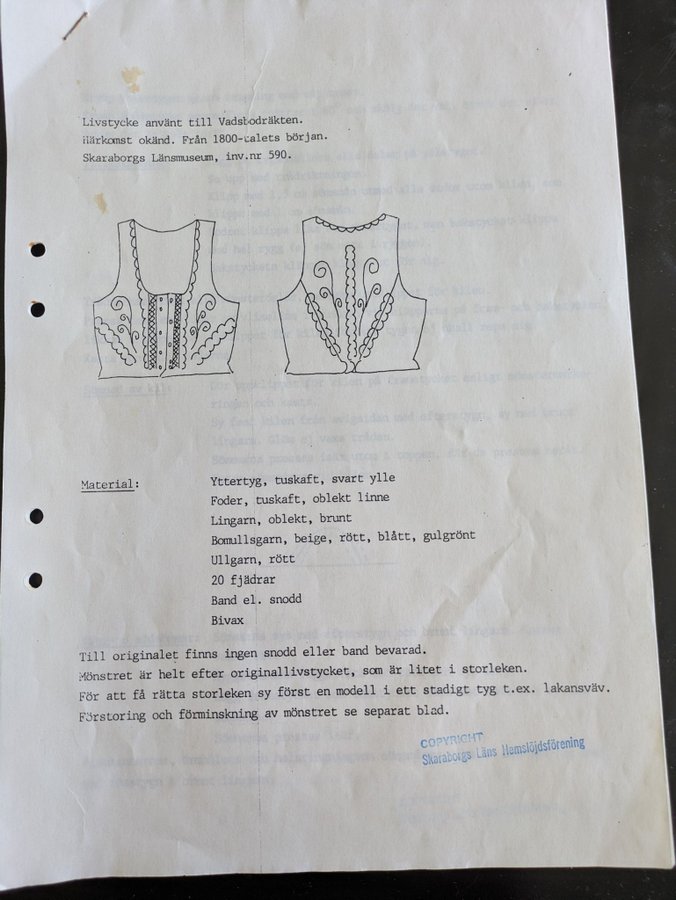 Livstycke använt till Vadsbodräkten.
Härkomst okänd. Från 1800-talets början.
Skaraborgs Länsmuseum, inv.nr 590.
Material:
Yttertyg, tuskaft, svart ylle
Foder, tuskaft, oblekt linne
Lingarn, oblekt, brunt
Bomullsgarn, beige, rött, blått, gulgrönt
Ullgarn, rött
20 fjädrar
Band el. snodd
Bivax
Till originalet finns ingen snodd eller band bevarad.
Mönstret är helt efter originallivstycket, som är litet i storleken.
För att få rätta storleken sy först en modell i ett stadigt tyg t.ex. lakansväv.
Förstoring och förminskning av mönstret se separat blad.
COPYRIGHT
Skaraborgs Läns Hemslöjdsförening